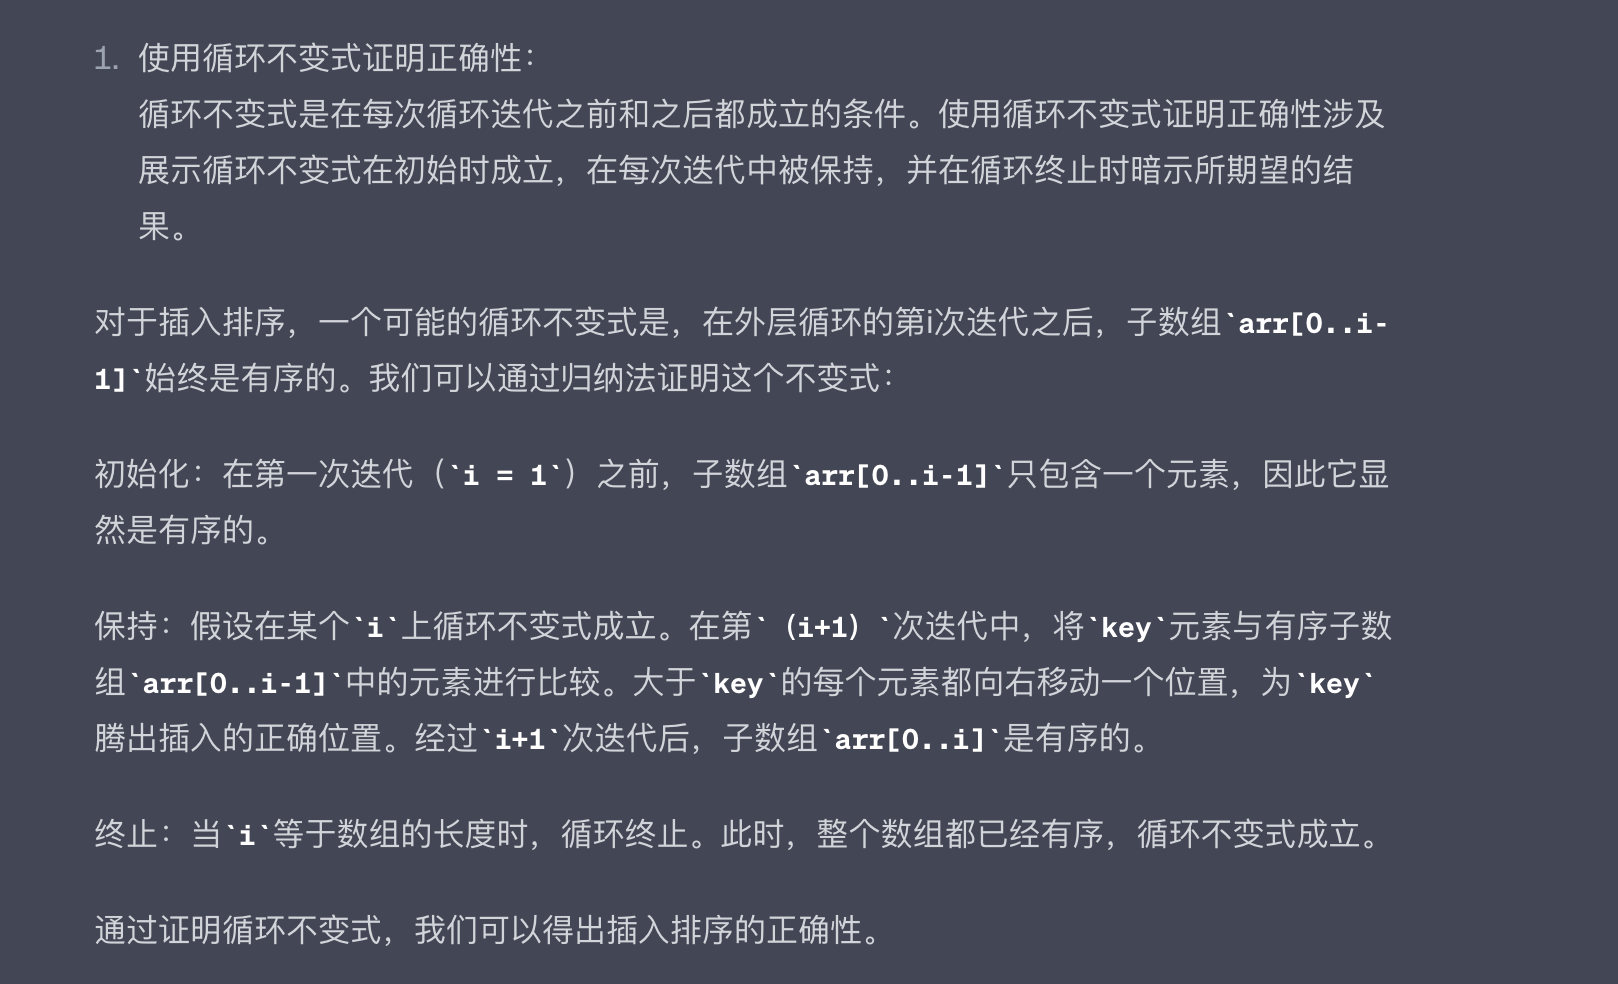 1. 使用循环不变式证明正确性：
循环不变式是在每次循环迭代之前和之后都成立的条件。使用循环不变式证明正确性涉及
展示循环不变式在初始时成立，在每次迭代中被保持，并在循环终止时暗示所期望的结
果。
对于插入排序，一个可能的循环不变式是，在外层循环的第i次迭代之后，子数组`arr[0..i-
1]`始终是有序的。我们可以通过归纳法证明这个不变式：
初始化：在第一次迭代（`i = 1`）之前，子数组`arr[0..i-1]`只包含一个元素，因此它显
然是有序的。
保持：假设在某个`i`上循环不变式成立。在第`（i+1）`次迭代中，将`key`元素与有序子数
组`arr[0..i-1]`中的元素进行比较。大于`key`的每个元素都向右移动一个位置，为`key`
腾出插入的正确位置。经过`i+1`次迭代后，子数组`arr[0..i]`是有序的。
终止：当`i`等于数组的长度时，循环终止。此时，整个数组都已经有序，循环不变式成立。
通过证明循环不变式，我们可以得出插入排序的正确性。